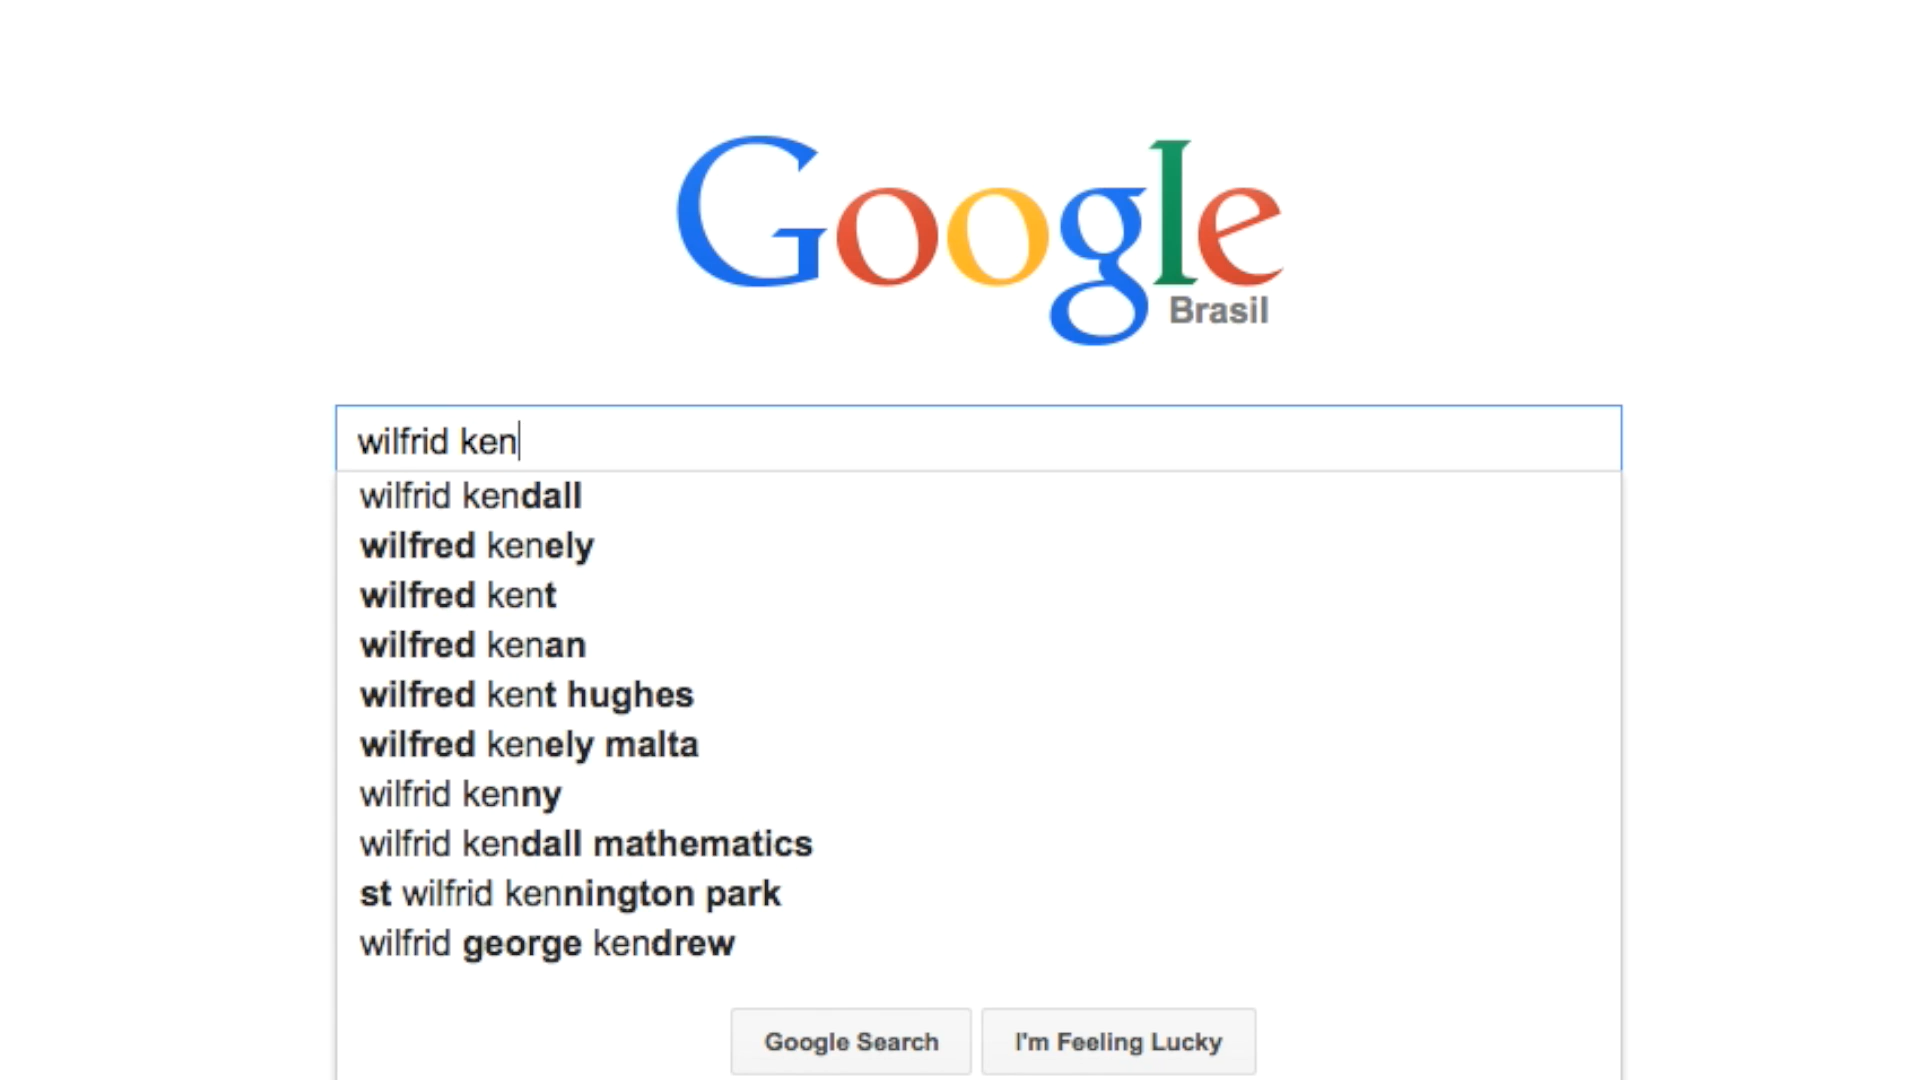 Google
Brasil
wilfrid ken
wilfrid kendall
wilfred kenely
wilfred kent
wilfred kenan
wilfred kent hughes
wilfred kenely malta
wilfrid kenny
wilfrid kendall mathematics
st wilfrid kennington park
wilfrid george kendrew
Google Search
I'm Feeling Lucky